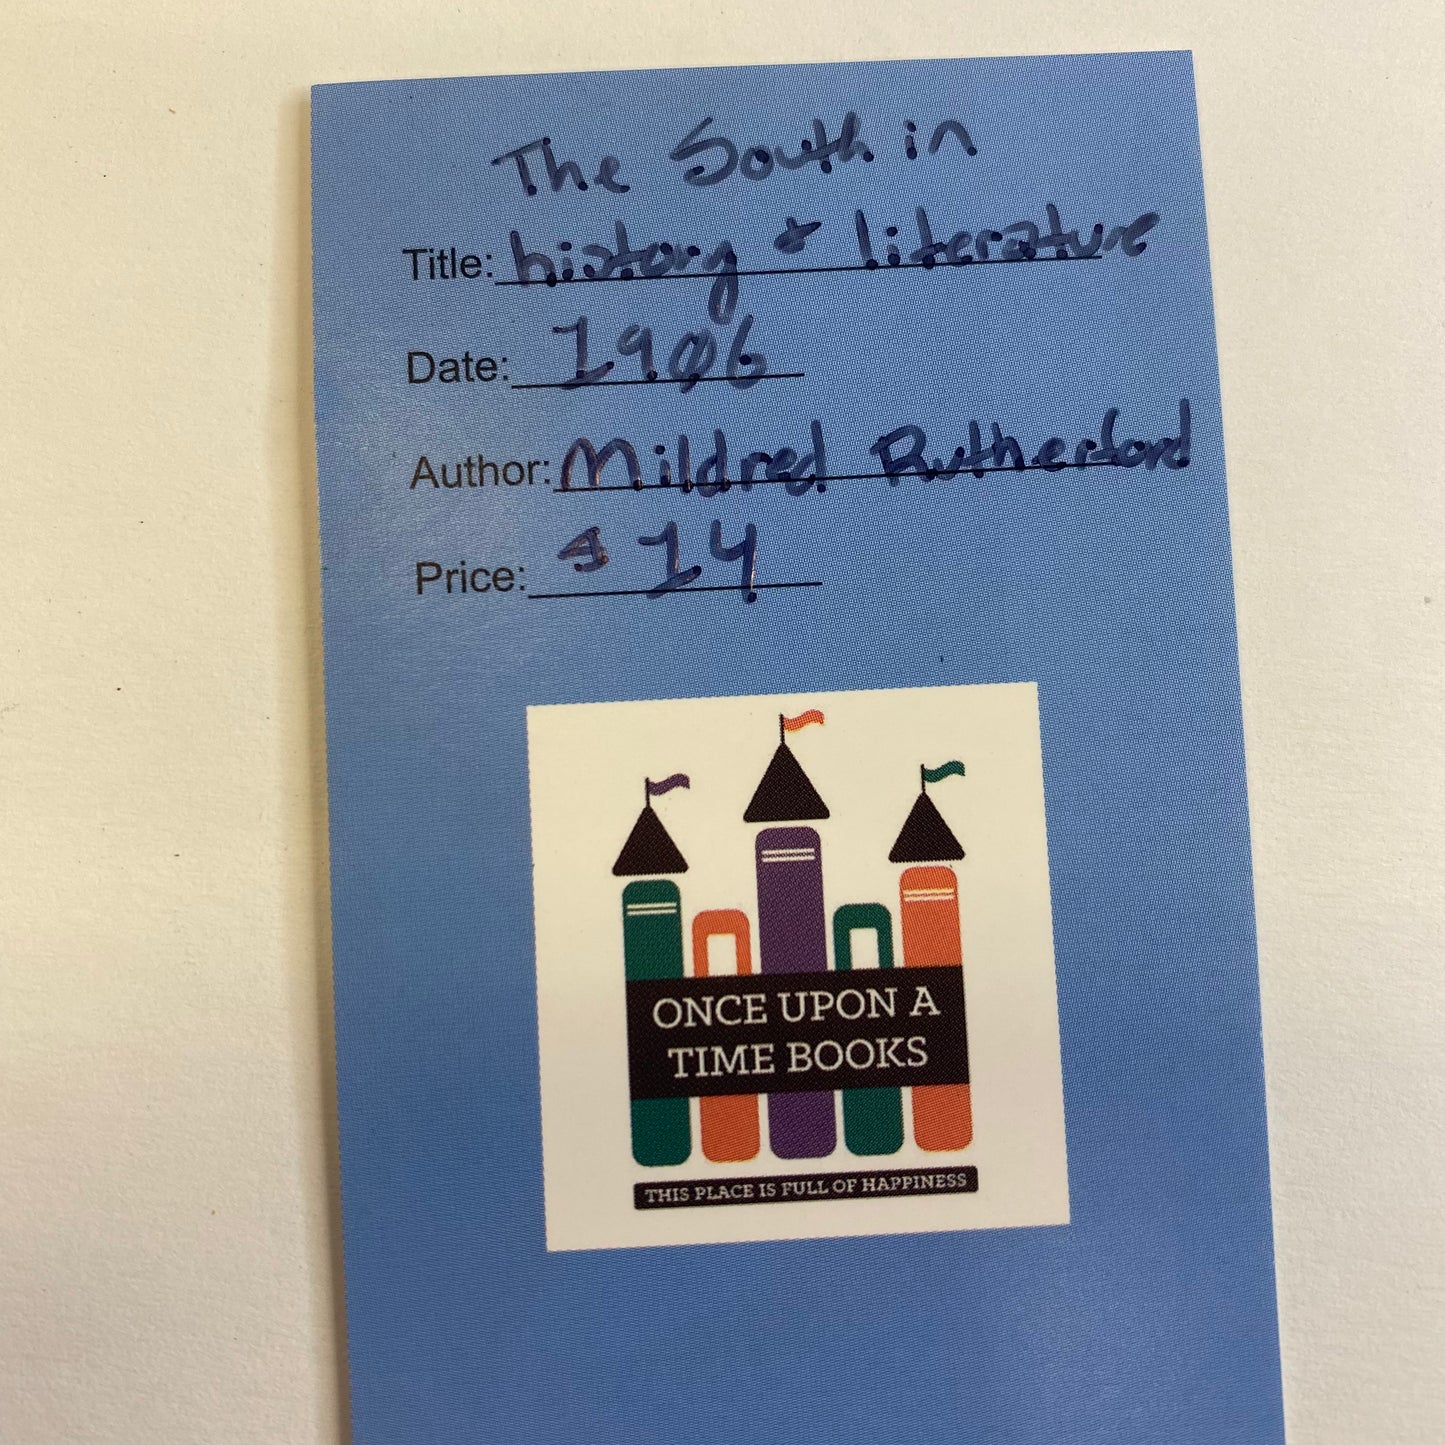 The South in
Title: history & literature
Date: 1906
Author: Mildred Rutherford
Price: $14
ONCE UPON A
TIME BOOKS
THIS PLACE IS FULL OF HAPPINESS